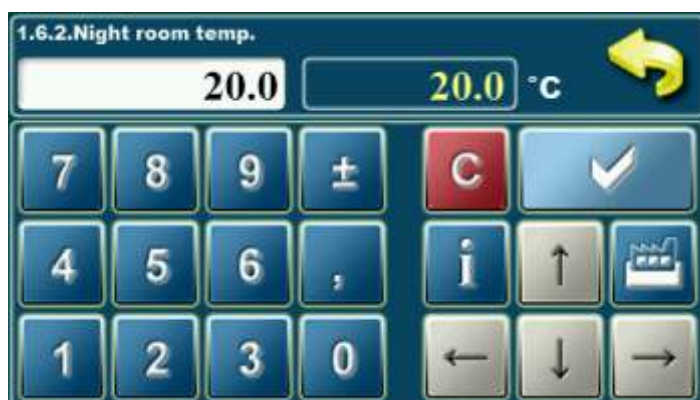 1.6.2.Night room temp.
20.0 20.0 °C
7 8 9 ± C
4 5 6 , i ↑
1 2 3 0 ← ↓ →